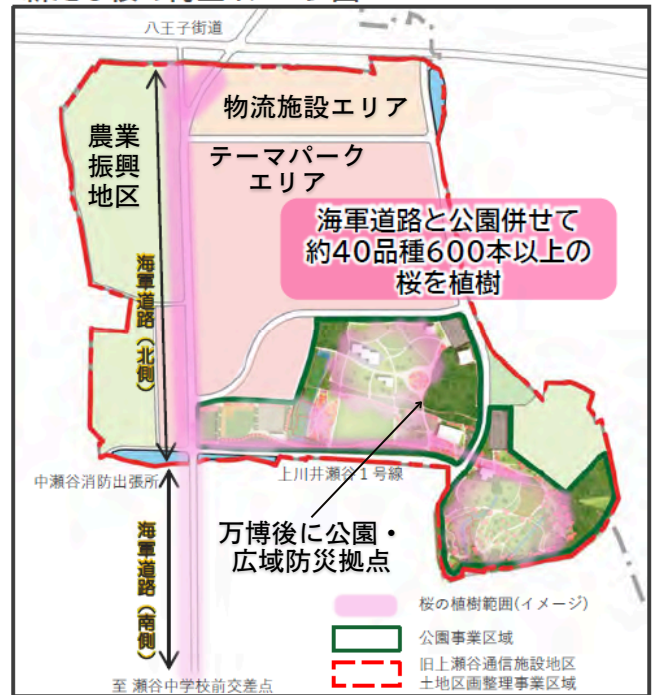 八王子街道
物流施設エリア
農業
振興
地区
テーマパーク
エリア
海軍道路と公園併せて
約40品種600本以上の
桜を植樹
海軍道路（北側）
中瀬谷消防出張所
上川井瀬谷1号線
万博後に公園・
広域防災拠点
海軍道路（南側）
至 瀬谷中学校前交差点
桜の植樹範囲(イメージ)
公園事業区域
旧上瀬谷通信施設地区
土地区画整理事業区域